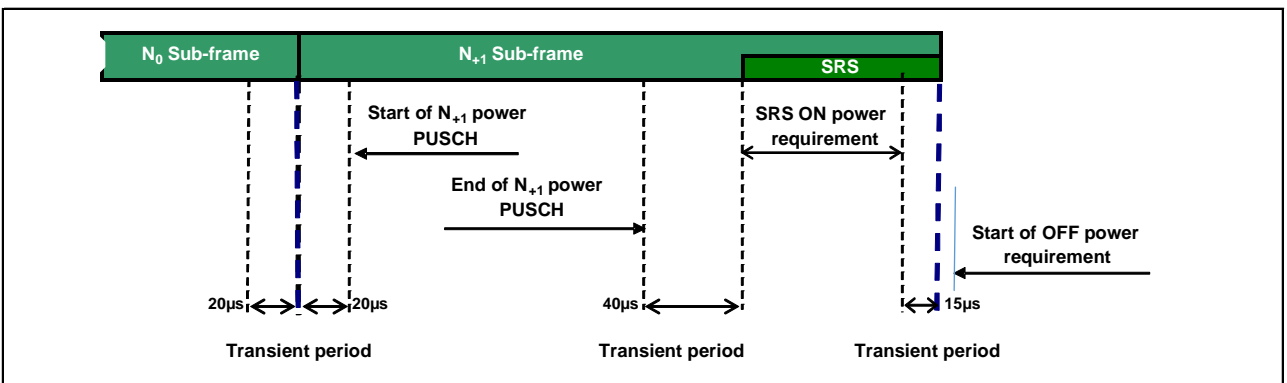 N₀ Sub-frame
N₊₁ Sub-frame
SRS
Start of N₊₁ power
PUSCH
SRS ON power
requirement
End of N₊₁ power
PUSCH
Start of OFF power
requirement
20µs
20µs
40µs
15µs
Transient period
Transient period
Transient period